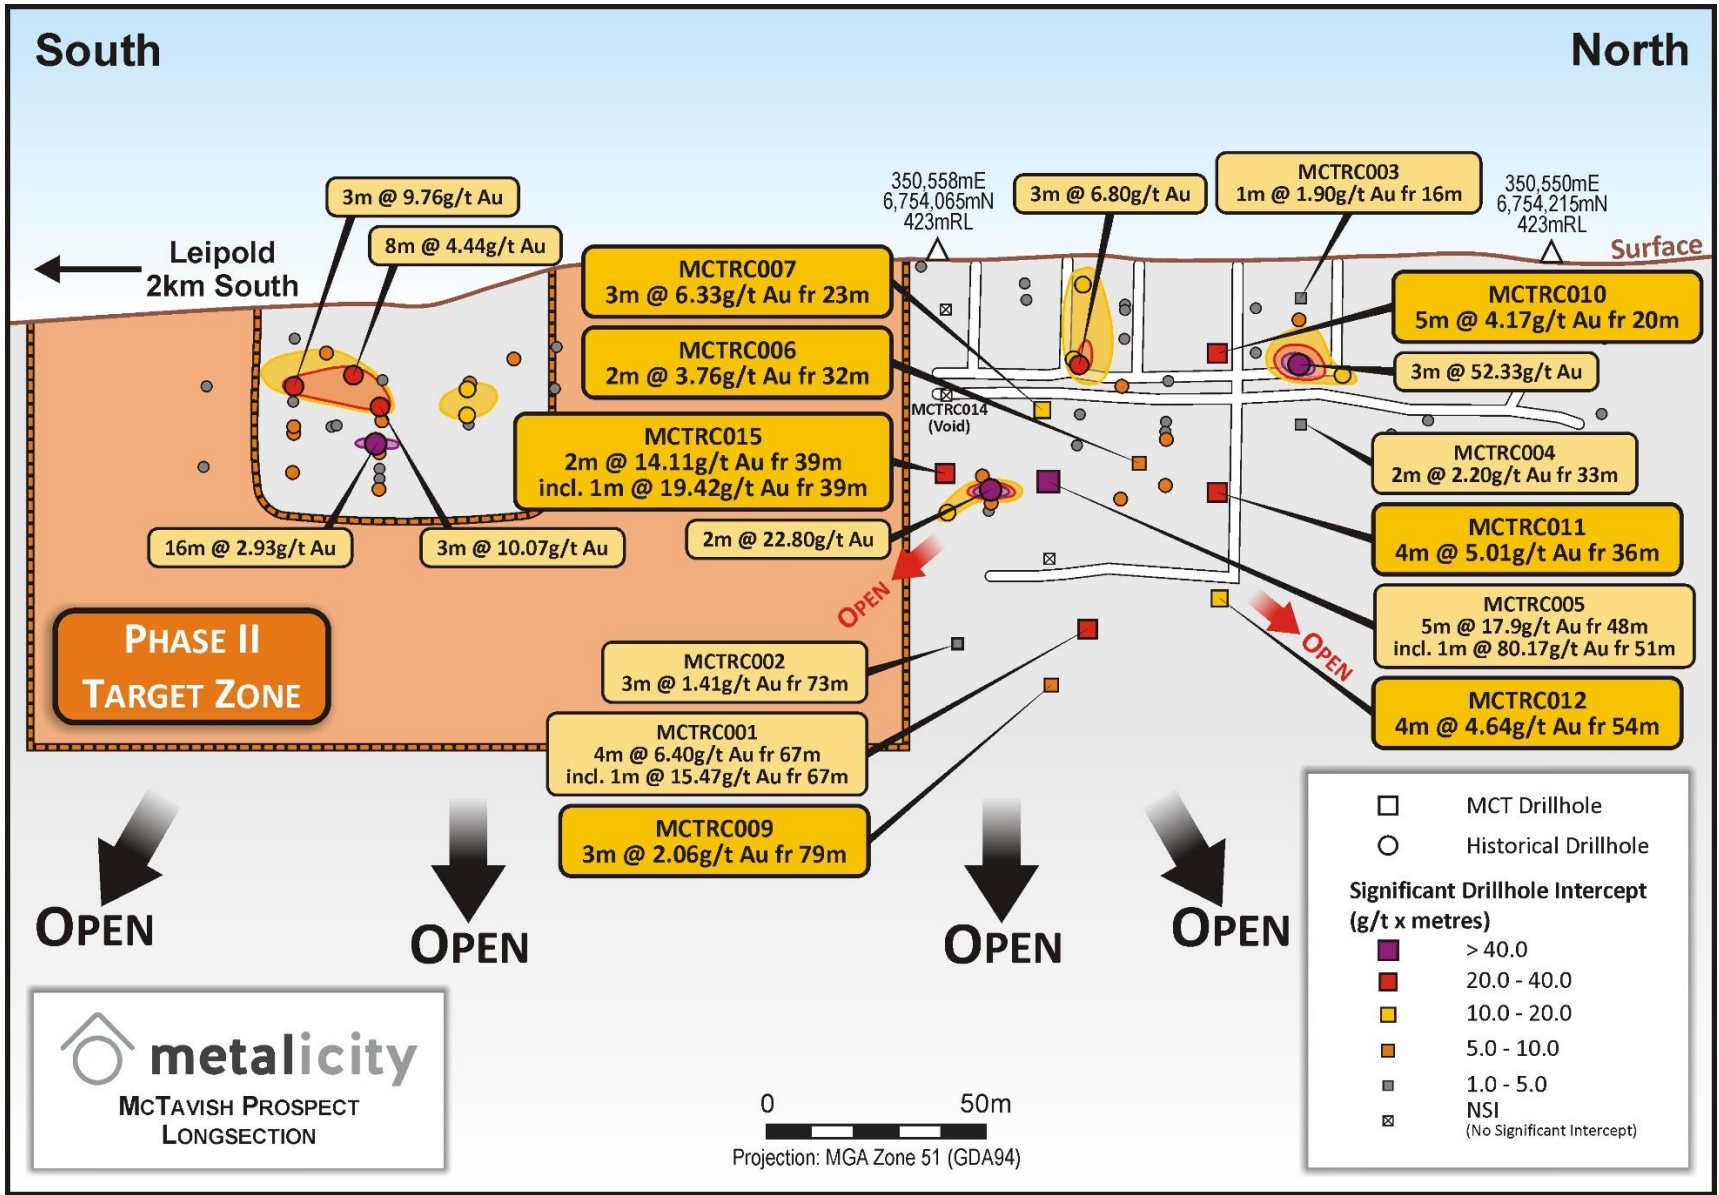 South
North
MCTRC003
1m @ 1.90g/t Au fr 16m
350,558mE
6,754,065mN
423mRL
3m @ 6.80g/t Au
350,550mE
6,754,215mN
423mRL
3m @ 9.76g/t Au
8m @ 4.44g/t Au
Surface
Leipold
2km South
MCTRC007
3m @ 6.33g/t Au fr 23m
MCTRC010
5m @ 4.17g/t Au fr 20m
MCTRC006
2m @ 3.76g/t Au fr 32m
3m @ 52.33g/t Au
MCTRC014
(Void)
MCTRC015
2m @ 14.11g/t Au fr 39m
incl. 1m @ 19.42g/t Au fr 39m
MCTRC004
2m @ 2.20g/t Au fr 33m
16m @ 2.93g/t Au
3m @ 10.07g/t Au
2m @ 22.80g/t Au
MCTRC011
4m @ 5.01g/t Au fr 36m
OPEN
OPEN
MCTRC005
5m @ 17.9g/t Au fr 48m
incl. 1m @ 80.17g/t Au fr 51m
PHASE II
TARGET ZONE
MCTRC002
3m @ 1.41g/t Au fr 73m
MCTRC012
4m @ 4.64g/t Au fr 54m
MCTRC001
4m @ 6.40g/t Au fr 67m
incl. 1m @ 15.47g/t Au fr 67m
MCTRC009
3m @ 2.06g/t Au fr 79m
OPEN
OPEN
OPEN
OPEN
MCT Drillhole
Historical Drillhole
Significant Drillhole Intercept
(g/t x metres)
> 40.0
20.0 - 40.0
10.0 - 20.0
5.0 - 10.0
1.0 - 5.0
NSI
(No Significant Intercept)
metalicity
MCTAVISH PROSPECT
LONGSECTION
0 50m
Projection: MGA Zone 51 (GDA94)